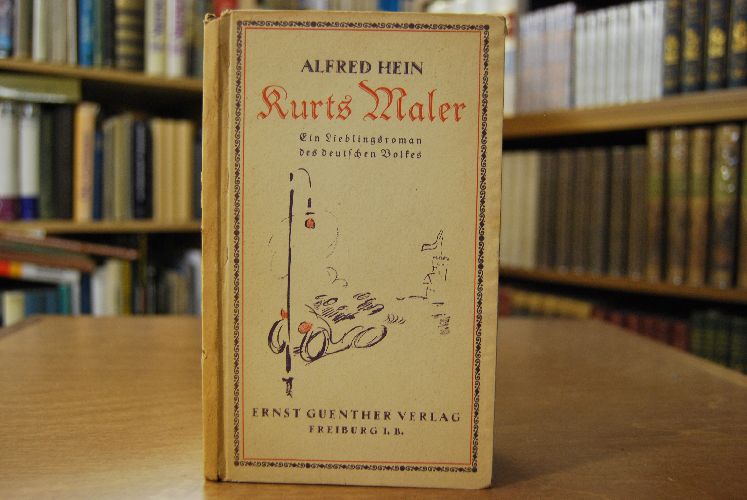 ALFRED HEIN
Kurts Maler
Ein Lieblingsroman
des deutschen Volkes
ERNST GUENTHER VERLAG
FREIBURG I. B.